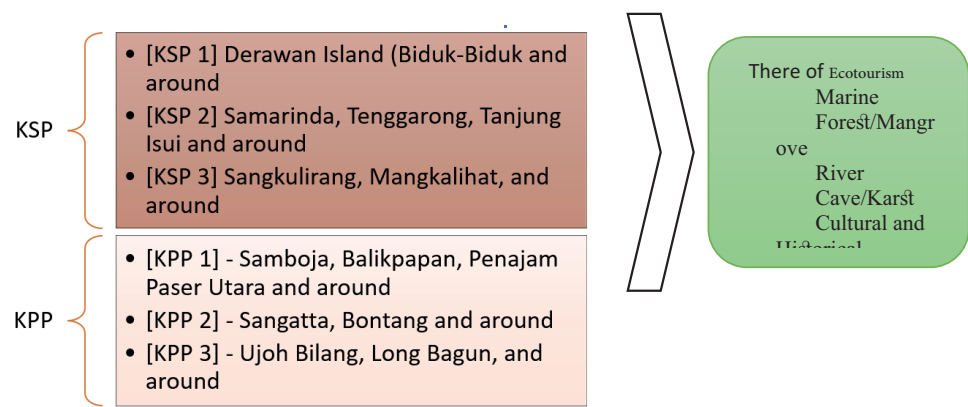 KSP
• [KSP 1] Derawan Island (Biduk-Biduk and
around
• [KSP 2] Samarinda, Tenggarong, Tanjung
Isui and around
• [KSP 3] Sangkulirang, Mangkalihat, and
around
KPP
• [KPP 1] - Samboja, Balikpapan, Penajam
Paser Utara and around
• [KPP 2] - Sangatta, Bontang and around
• [KPP 3] - Ujoh Bilang, Long Bagun, and
around
There of Ecotourism
Marine
Forest/Mangr
ove
River
Cave/Karst
Cultural and
Historical